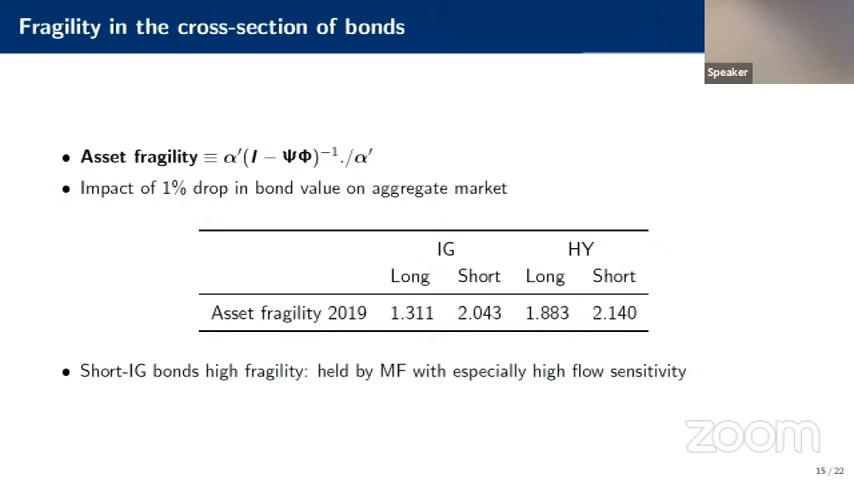 Fragility in the cross-section of bonds
Speaker
• Asset fragility ≡ α′(I − ΨΦ)⁻¹./α′
• Impact of 1% drop in bond value on aggregate market
IG HY
Long Short Long Short
Asset fragility 2019 1.311 2.043 1.883 2.140
• Short-IG bonds high fragility: held by MF with especially high flow sensitivity
zoom
15 / 22